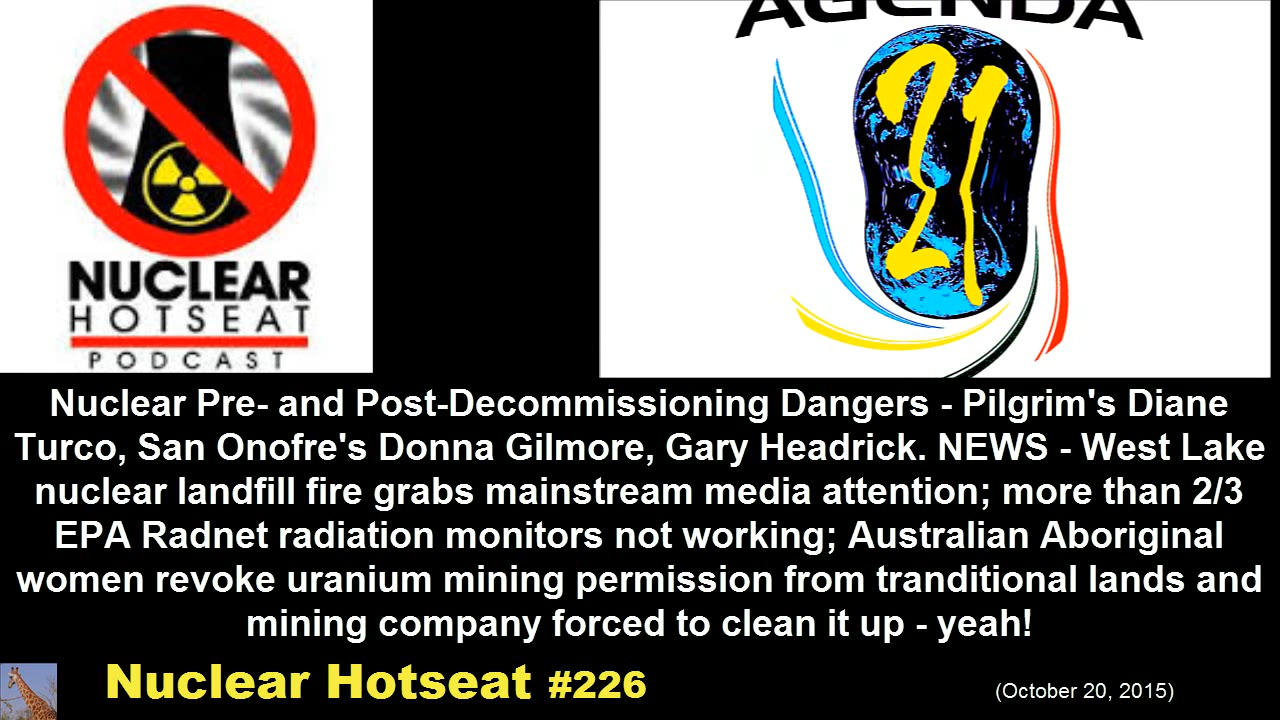 AGENDA
21
NUCLEAR
HOTSEAT
PODCAST
Nuclear Pre- and Post-Decommissioning Dangers - Pilgrim's Diane
Turco, San Onofre's Donna Gilmore, Gary Headrick. NEWS - West Lake
nuclear landfill fire grabs mainstream media attention; more than 2/3
EPA Radnet radiation monitors not working; Australian Aboriginal
women revoke uranium mining permission from tranditional lands and
mining company forced to clean it up - yeah!
Nuclear Hotseat #226
(October 20, 2015)